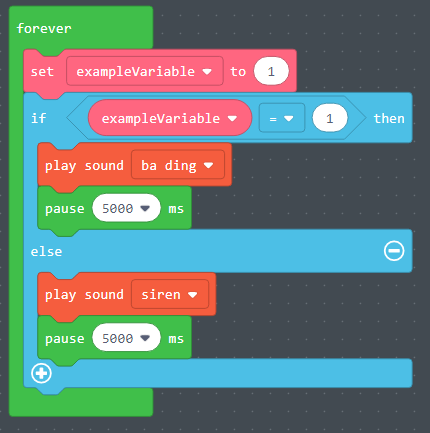 forever
set exampleVariable to 1
if exampleVariable = 1 then
play sound ba ding
pause 5000 ms
else
play sound siren
pause 5000 ms